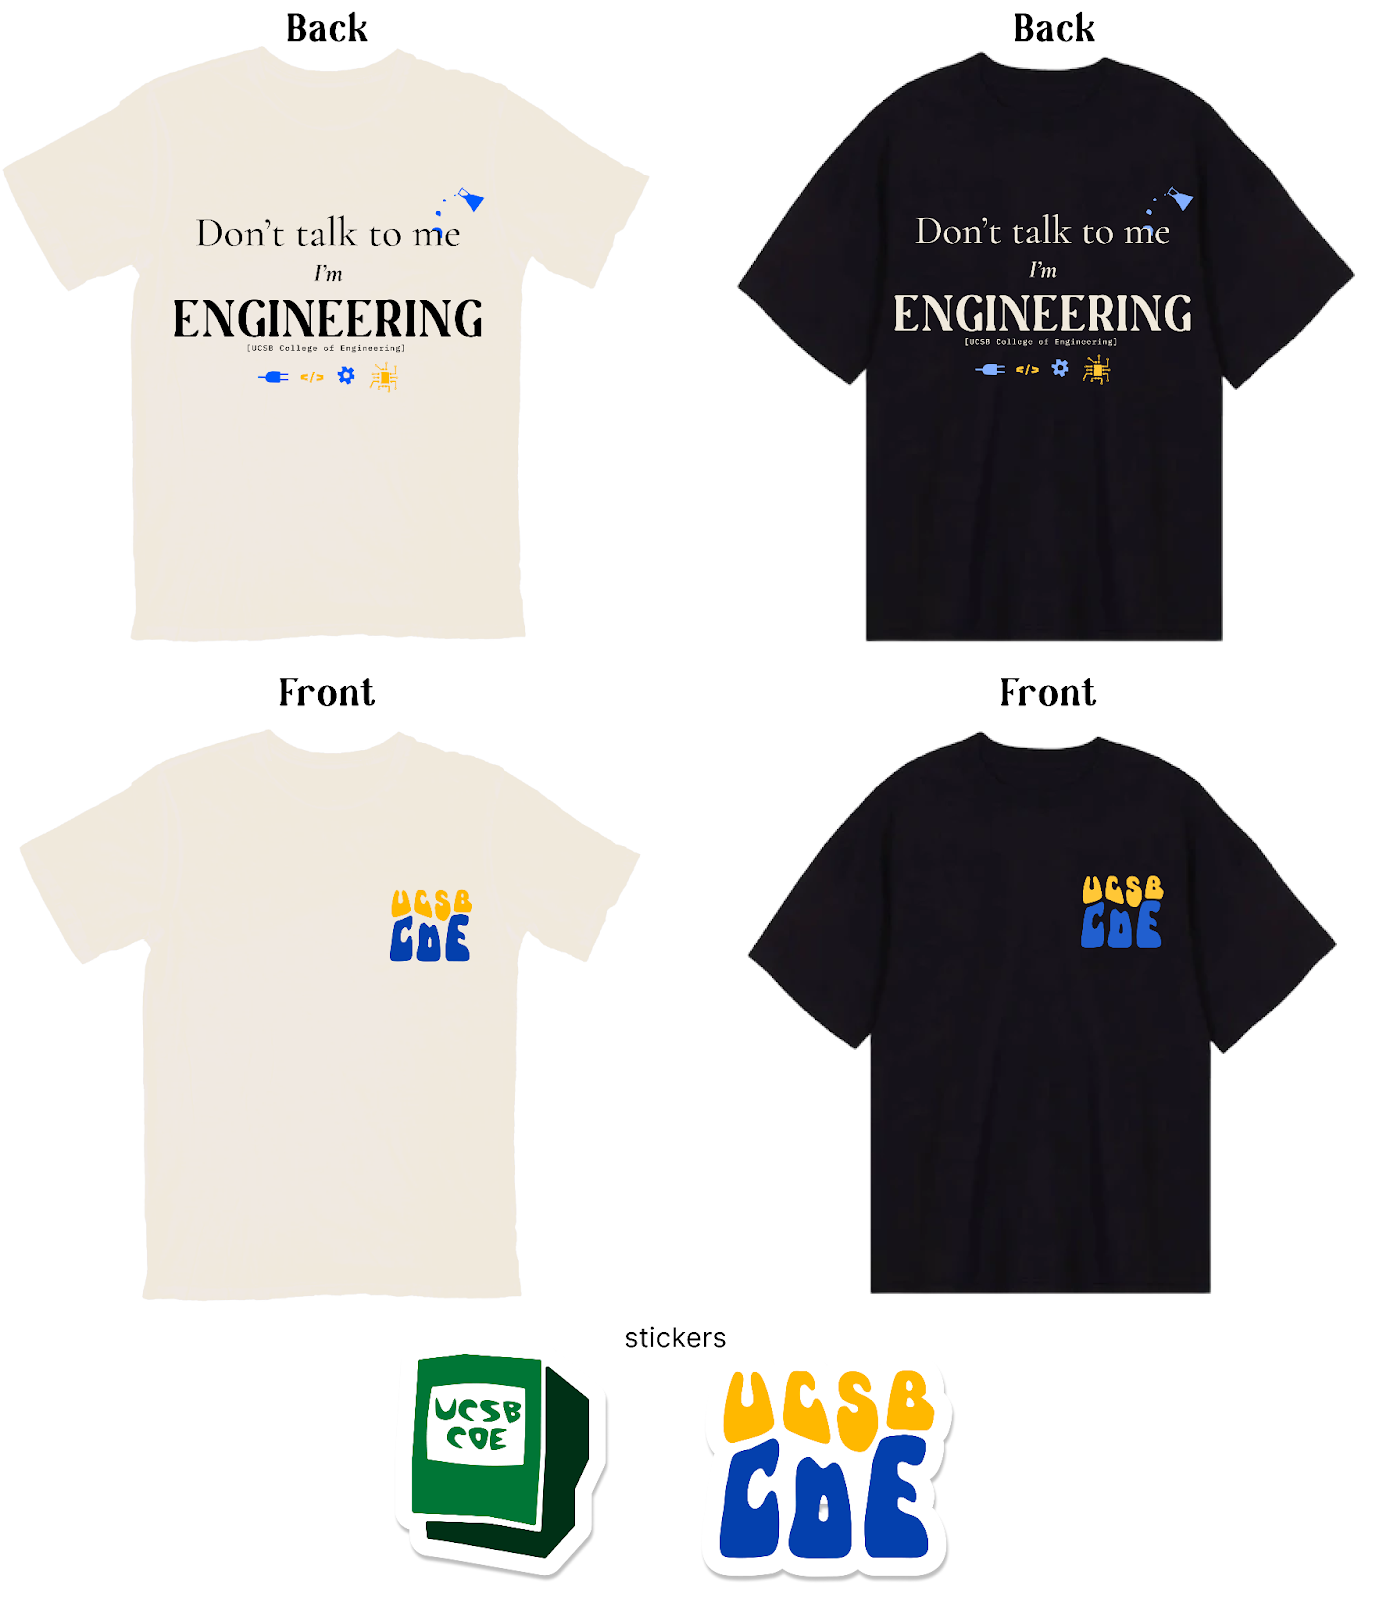 Back
Don't talk to me
I'm
ENGINEERING
[UCSB College of Engineering]
</>
Back
Don't talk to me
I'm
ENGINEERING
[UCSB College of Engineering]
</>
Front
UCSB
COE
Front
UCSB
COE
stickers
UCSB
COE
UCSB
COE